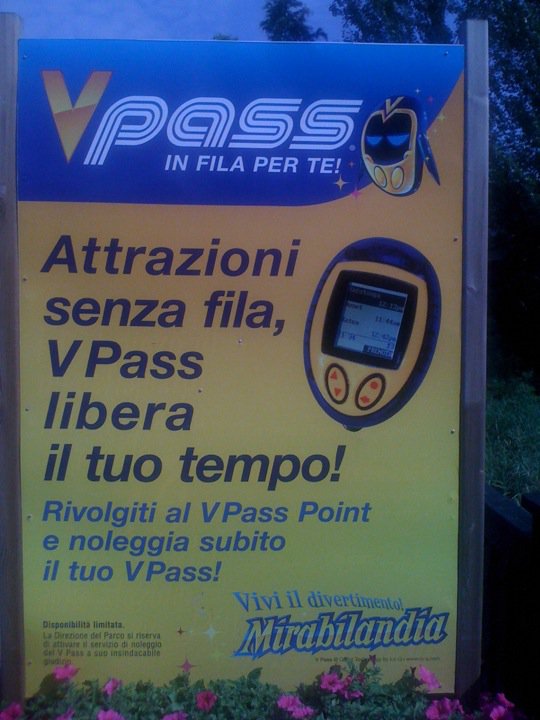 Vpass
IN FILA PER TE!
Attrazioni
senza fila,
VPass
libera
il tuo tempo!
Rivolgiti al VPass Point
e noleggia subito
il tuo VPass!
Vivi il divertimento!
Mirabilandia
Disponibilità limitata.
La Direzione del Parco si riserva
di attivare il servizio di noleggio
del V Pass a suo insindacabile
giudizio.